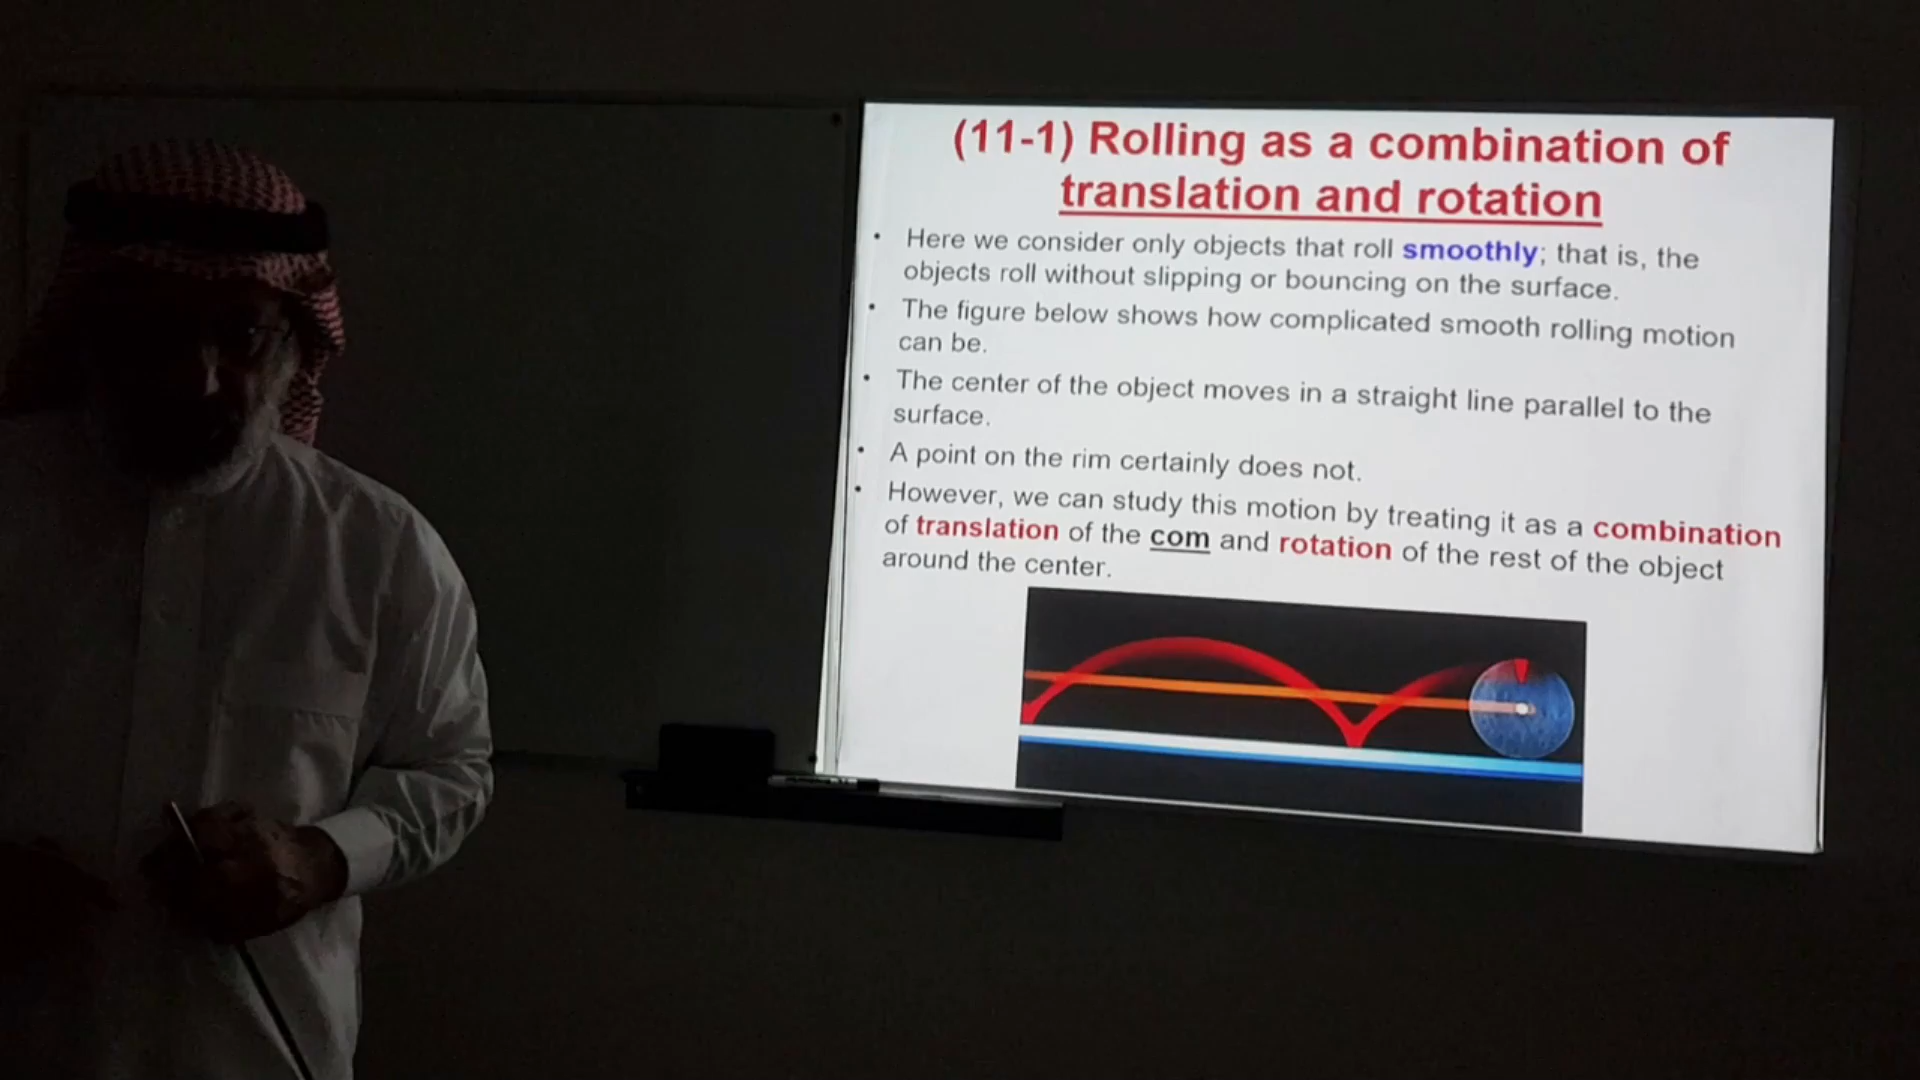 (11-1) Rolling as a combination of
translation and rotation
• Here we consider only objects that roll smoothly; that is, the
objects roll without slipping or bouncing on the surface.
• The figure below shows how complicated smooth rolling motion
can be.
• The center of the object moves in a straight line parallel to the
surface.
• A point on the rim certainly does not.
• However, we can study this motion by treating it as a combination
of translation of the com and rotation of the rest of the object
around the center.